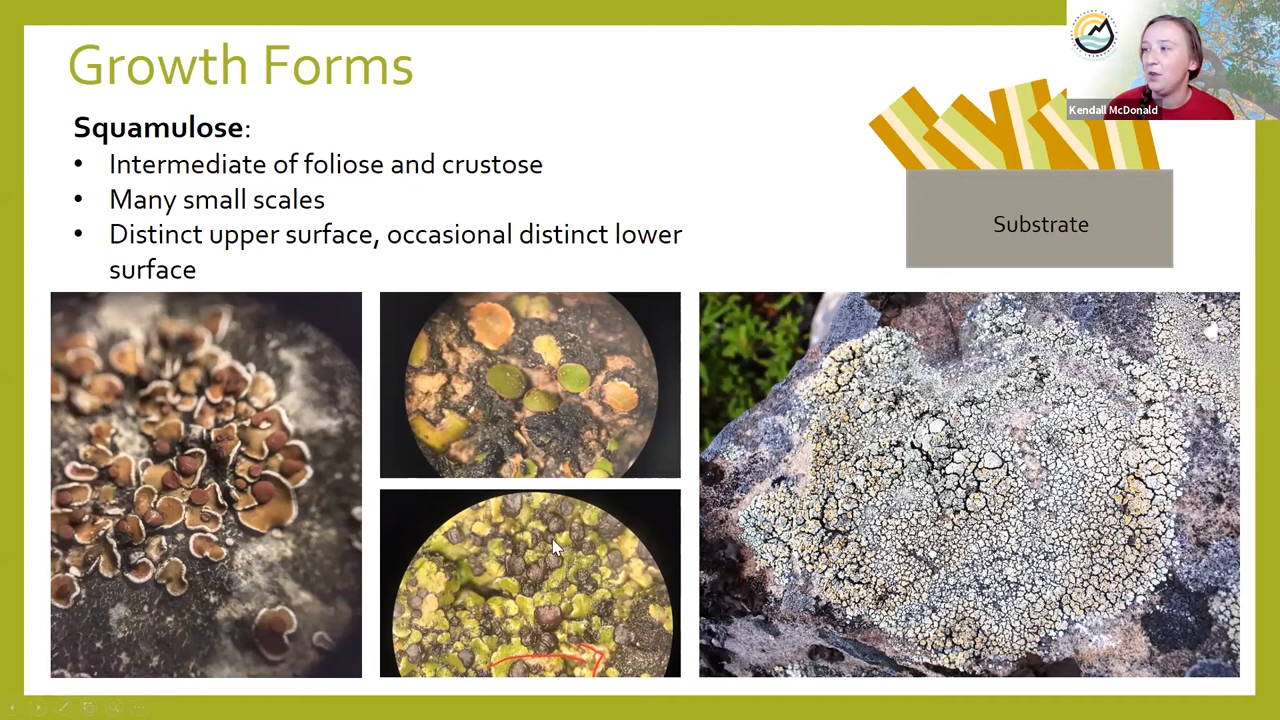 Growth Forms
Squamulose:
• Intermediate of foliose and crustose
• Many small scales
• Distinct upper surface, occasional distinct lower
surface
Substrate
Kendall McDonald